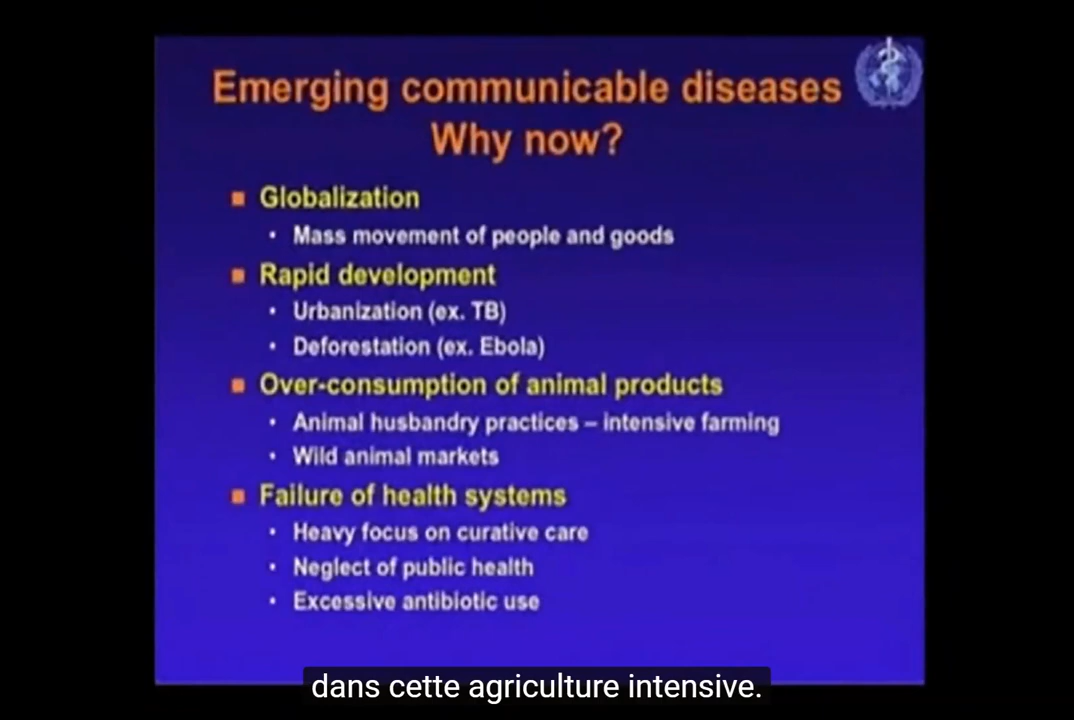 Emerging communicable diseases
Why now?
Globalization
• Mass movement of people and goods
Rapid development
• Urbanization (ex. TB)
• Deforestation (ex. Ebola)
Over-consumption of animal products
• Animal husbandry practices – intensive farming
• Wild animal markets
Failure of health systems
• Heavy focus on curative care
• Neglect of public health
• Excessive antibiotic use
dans cette agriculture intensive.